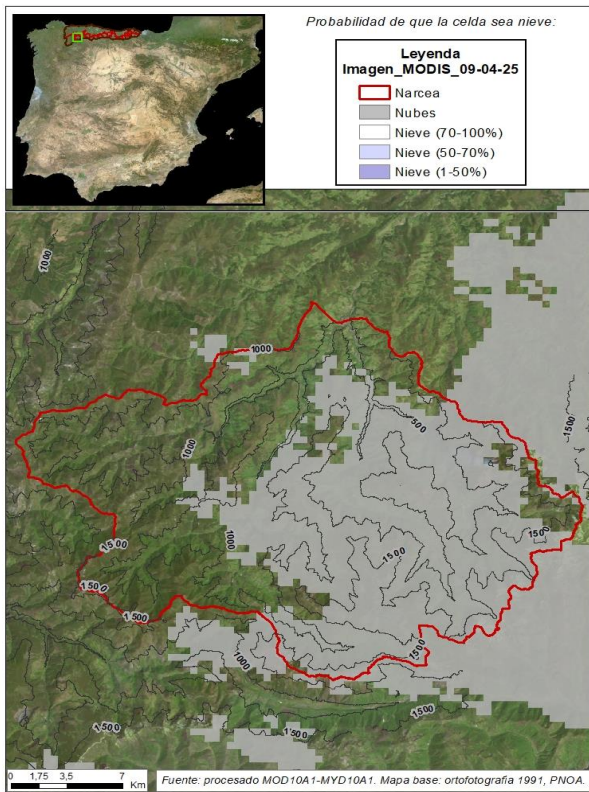 Probabilidad de que la celda sea nieve:
Leyenda
Imagen_MODIS_09-04-25
Narcea
Nubes
Nieve (70-100%)
Nieve (50-70%)
Nieve (1-50%)
1000
1000
1000
500
1500
1000
1500
1500
1500
1500
1500
1500
1000
1500
1500
1500
0 1,75 3,5 7
Km
Fuente: procesado MOD10A1-MYD10A1. Mapa base: ortofotografia 1991, PNOA.